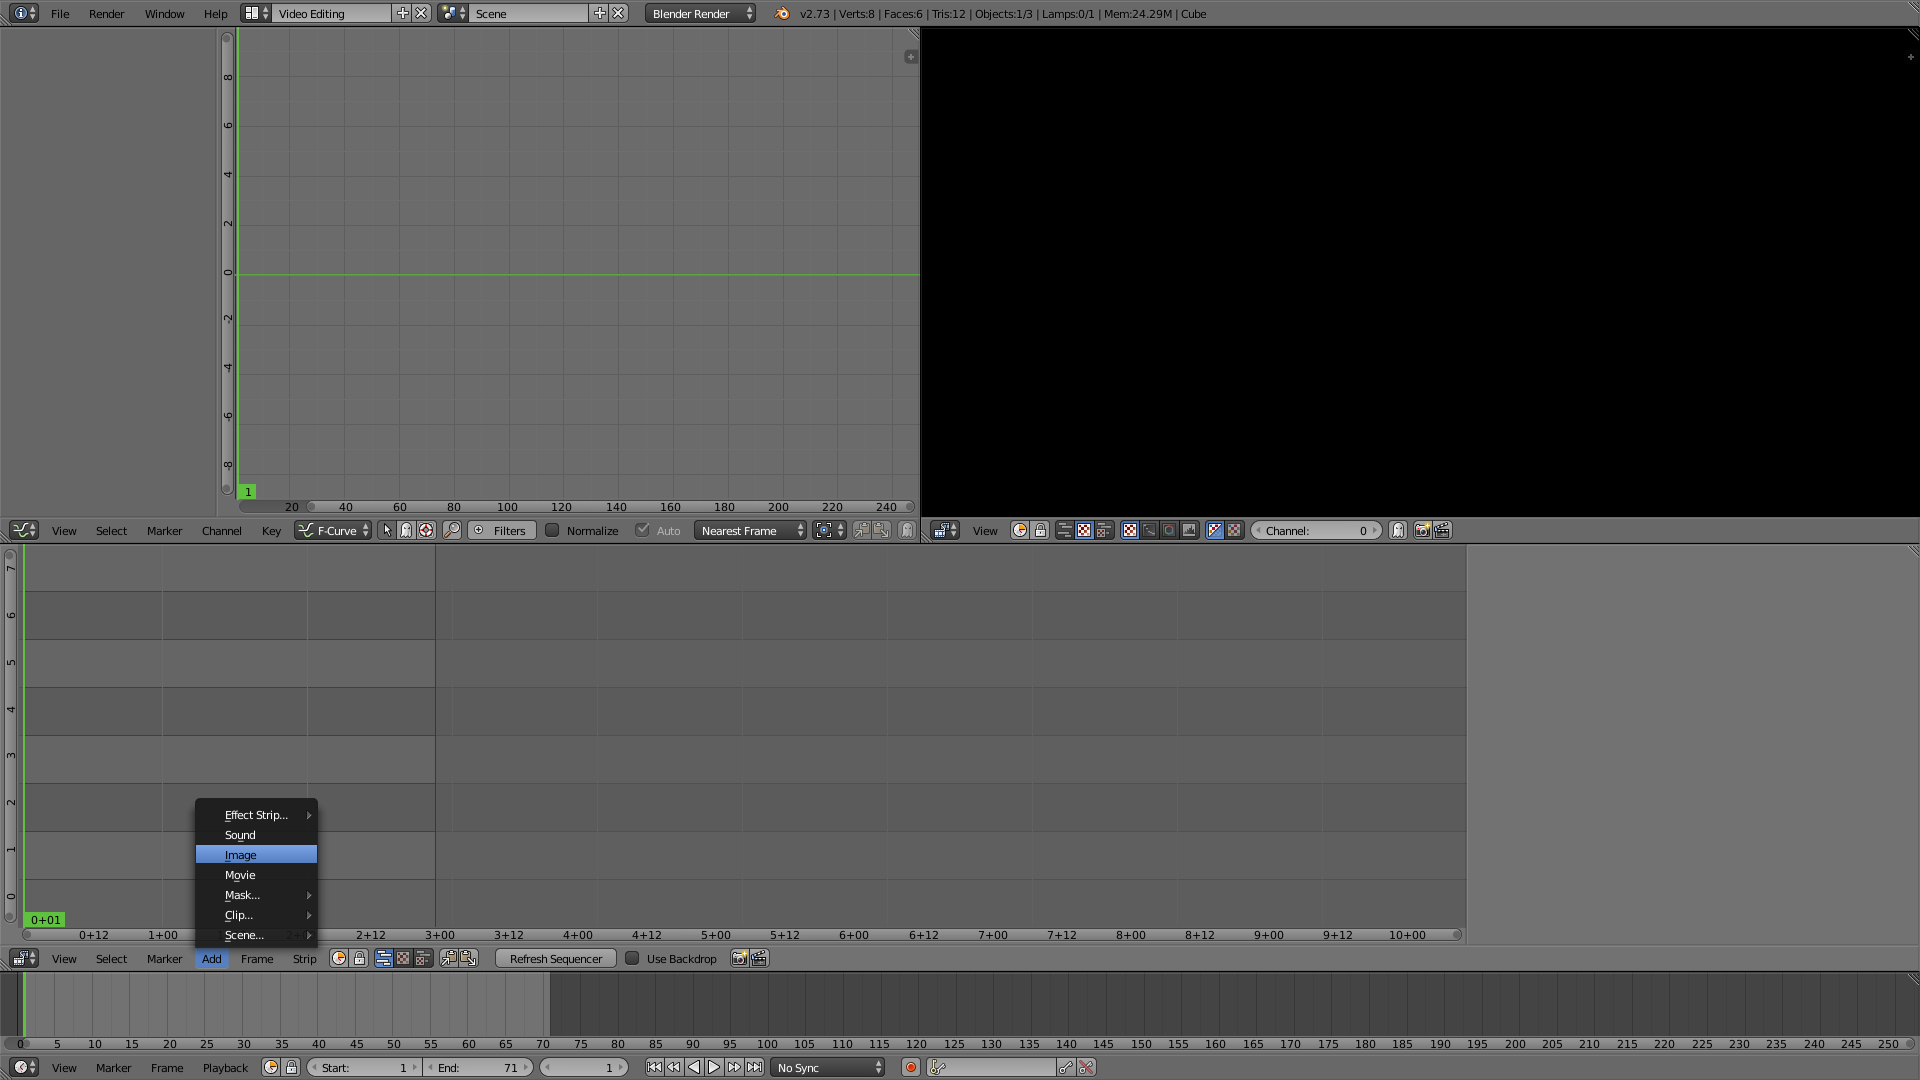 File Render Window Help Video Editing Scene Blender Render v2.73 | Verts:8 | Faces:6 | Tris:12 | Objects:1/3 | Lamps:0/1 | Mem:24.29M | Cube
8
6
4
2
0
-2
-4
-6
-8
1
20 40 60 80 100 120 140 160 180 200 220 240
View Select Marker Channel Key F-Curve Filters Normalize Auto Nearest Frame
View Channel: 0
7
6
5
4
3
2
1
0
Effect Strip...
Sound
Image
Movie
Mask...
Clip...
Scene...
0+01
0+12 1+00 2+12 3+00 3+12 4+00 4+12 5+00 5+12 6+00 6+12 7+00 7+12 8+00 8+12 9+00 9+12 10+00
View Select Marker Add Frame Strip Refresh Sequencer Use Backdrop
0 5 10 15 20 25 30 35 40 45 50 55 60 65 70 75 80 85 90 95 100 105 110 115 120 125 130 135 140 145 150 155 160 165 170 175 180 185 190 195 200 205 210 215 220 225 230 235 240 245 250
View Marker Frame Playback Start: 1 End: 71 1 No Sync